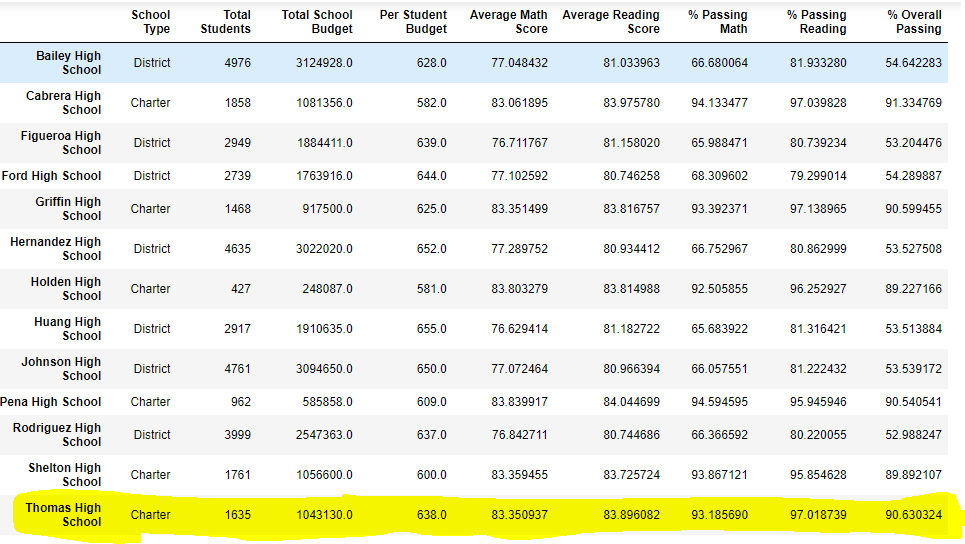 School Type Total Students Total School Budget Per Student Budget Average Math Score Average Reading Score % Passing Math % Passing Reading % Overall Passing
Bailey High School District 4976 3124928.0 628.0 77.048432 81.033963 66.680064 81.933280 54.642283
Cabrera High School Charter 1858 1081356.0 582.0 83.061895 83.975780 94.133477 97.039828 91.334769
Figueroa High School District 2949 1884411.0 639.0 76.711767 81.158020 65.988471 80.739234 53.204476
Ford High School District 2739 1763916.0 644.0 77.102592 80.746258 68.309602 79.299014 54.289887
Griffin High School Charter 1468 917500.0 625.0 83.351499 83.816757 93.392371 97.138965 90.599455
Hernandez High School District 4635 3022020.0 652.0 77.289752 80.934412 66.752967 80.862999 53.527508
Holden High School Charter 427 248087.0 581.0 83.803279 83.814988 92.505855 96.252927 89.227166
Huang High School District 2917 1910635.0 655.0 76.629414 81.182722 65.683922 81.316421 53.513884
Johnson High School District 4761 3094650.0 650.0 77.072464 80.966394 66.057551 81.222432 53.539172
Pena High School Charter 962 585858.0 609.0 83.839917 84.044699 94.594595 95.945946 90.540541
Rodriguez High School District 3999 2547363.0 637.0 76.842711 80.744686 66.366592 80.220055 52.988247
Shelton High School Charter 1761 1056600.0 600.0 83.359455 83.725724 93.867121 95.854628 89.892107
Thomas High School Charter 1635 1043130.0 638.0 83.350937 83.896082 93.185690 97.018739 90.630324